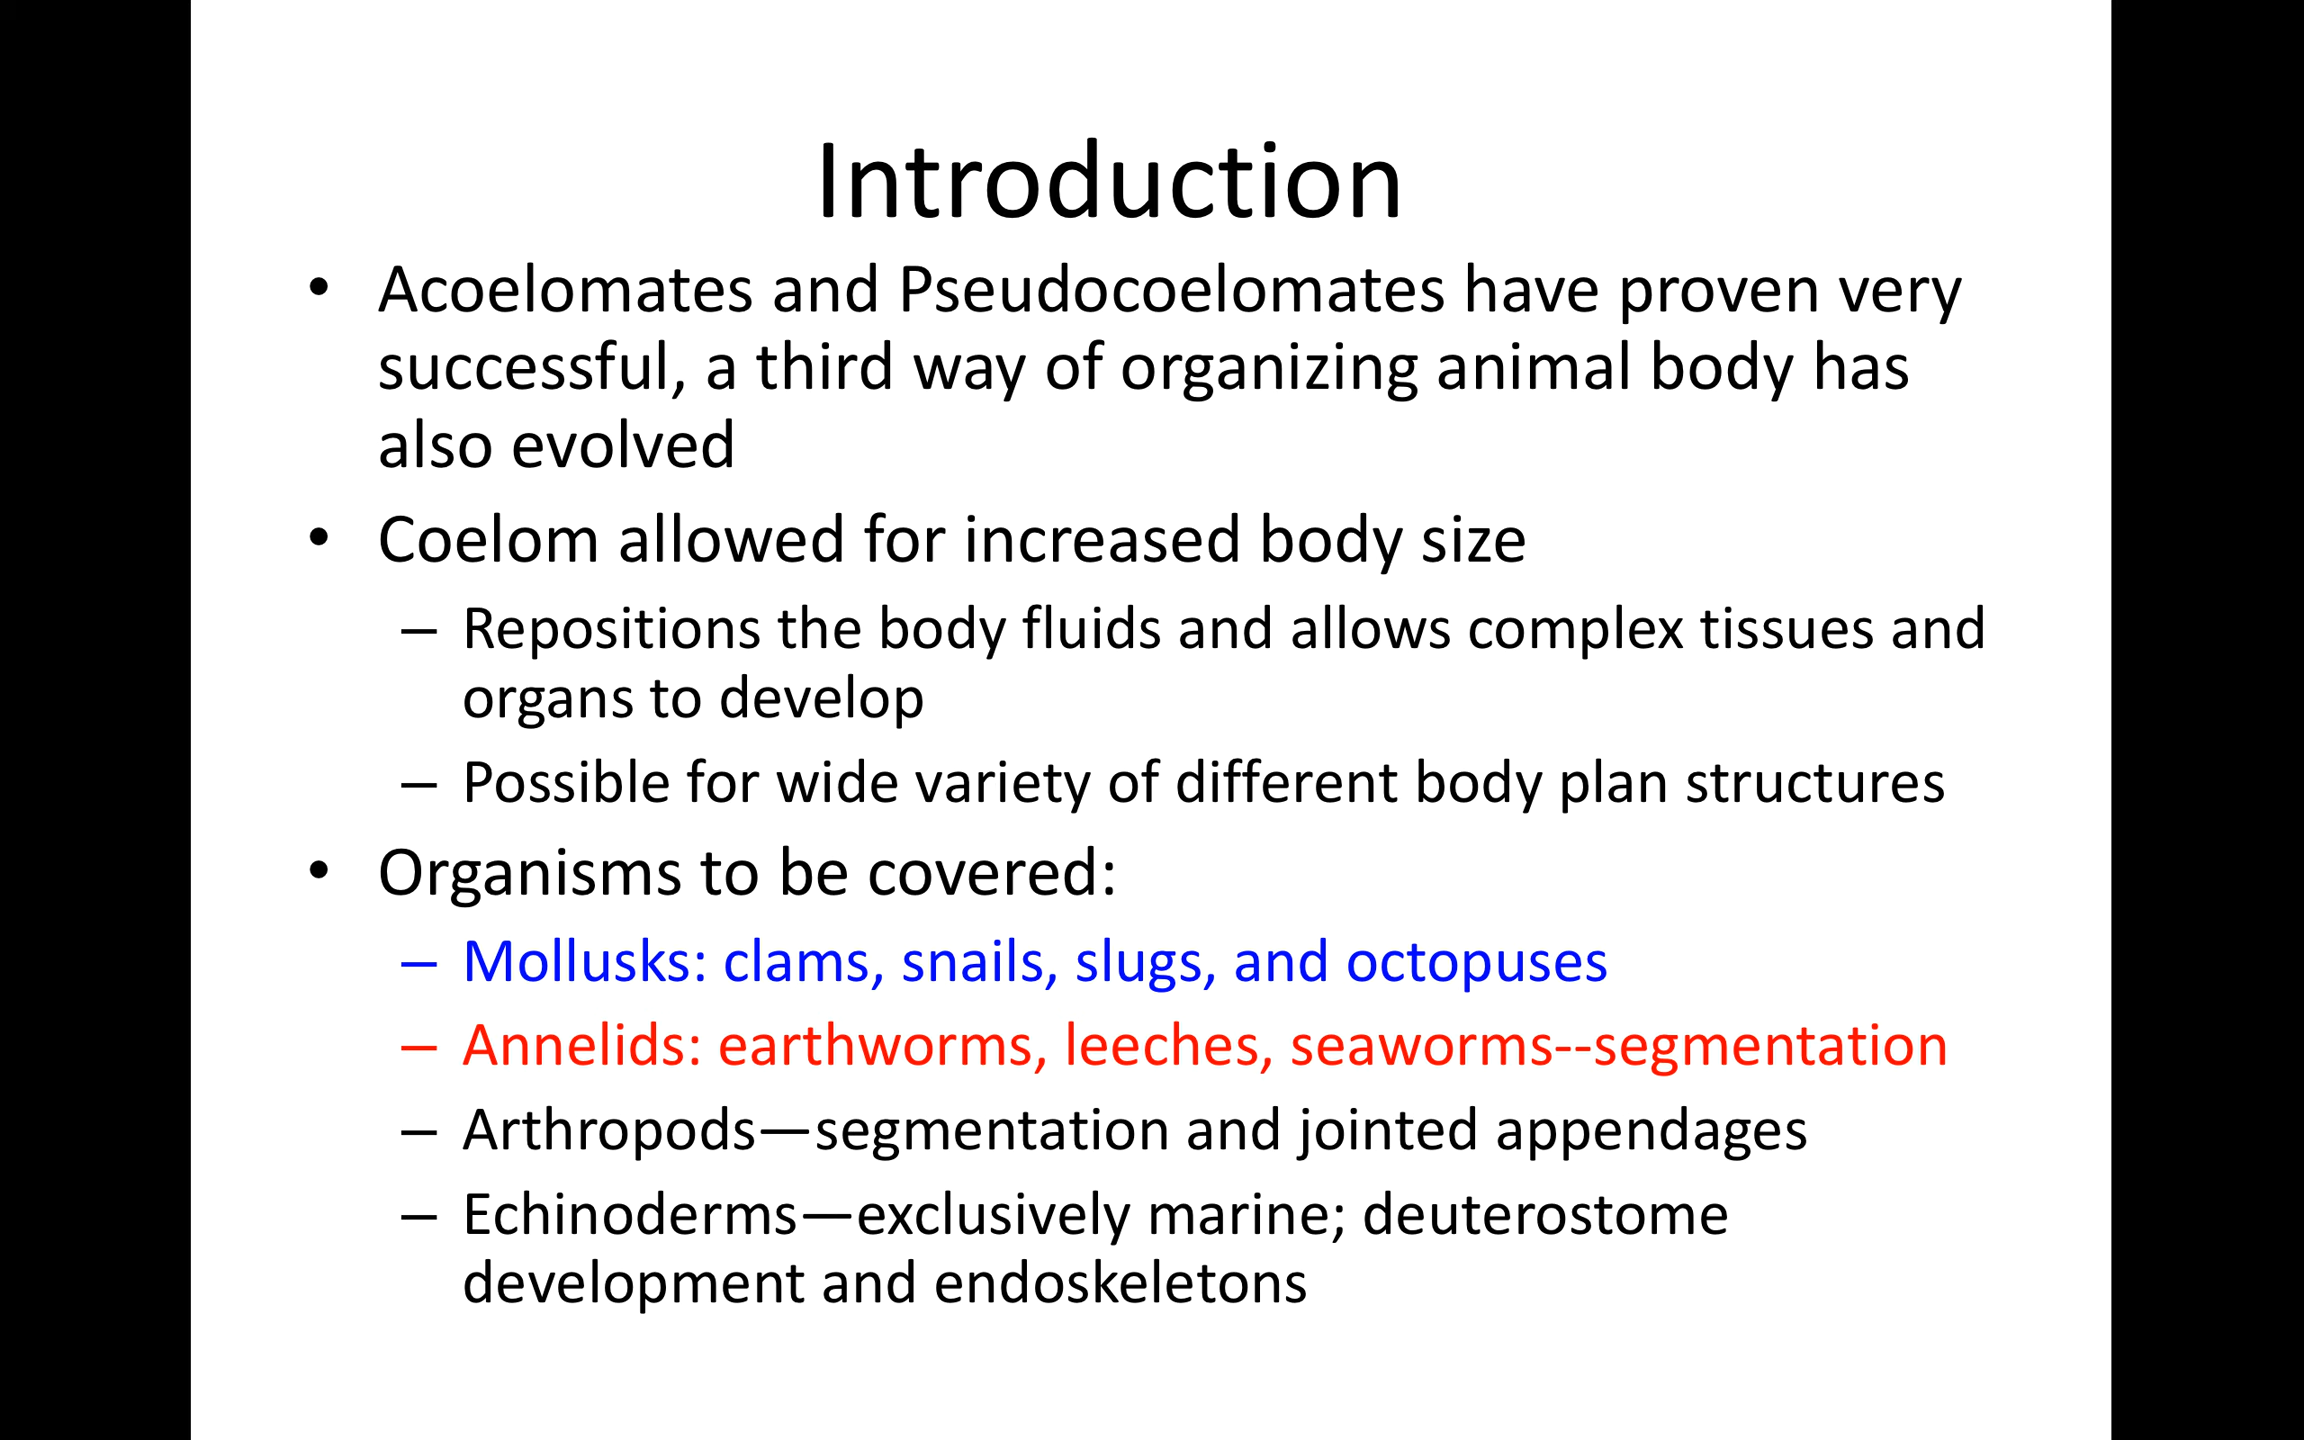 Introduction
• Acoelomates and Pseudocoelomates have proven very
successful, a third way of organizing animal body has
also evolved
• Coelom allowed for increased body size
– Repositions the body fluids and allows complex tissues and
organs to develop
– Possible for wide variety of different body plan structures
• Organisms to be covered:
– Mollusks: clams, snails, slugs, and octopuses
– Annelids: earthworms, leeches, seaworms--segmentation
– Arthropods—segmentation and jointed appendages
– Echinoderms—exclusively marine; deuterostome
development and endoskeletons